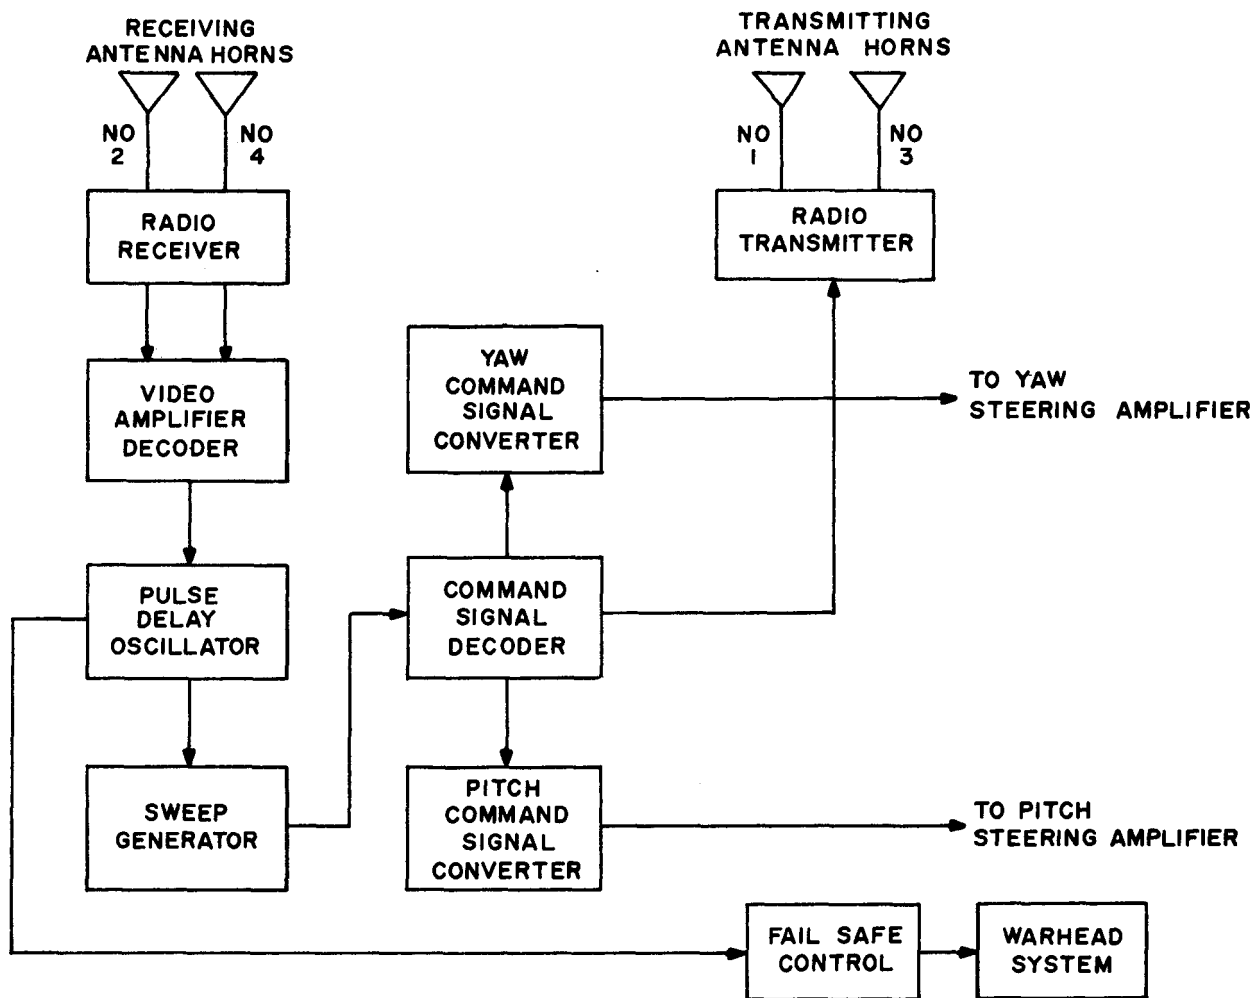 RECEIVING
ANTENNA HORNS
TRANSMITTING
ANTENNA HORNS
NO
2
NO
4
NO
1
NO
3
RADIO
RECEIVER
RADIO
TRANSMITTER
VIDEO
AMPLIFIER
DECODER
YAW
COMMAND
SIGNAL
CONVERTER
TO YAW
STEERING AMPLIFIER
PULSE
DELAY
OSCILLATOR
COMMAND
SIGNAL
DECODER
SWEEP
GENERATOR
PITCH
COMMAND
SIGNAL
CONVERTER
TO PITCH
STEERING AMPLIFIER
FAIL SAFE
CONTROL
WARHEAD
SYSTEM